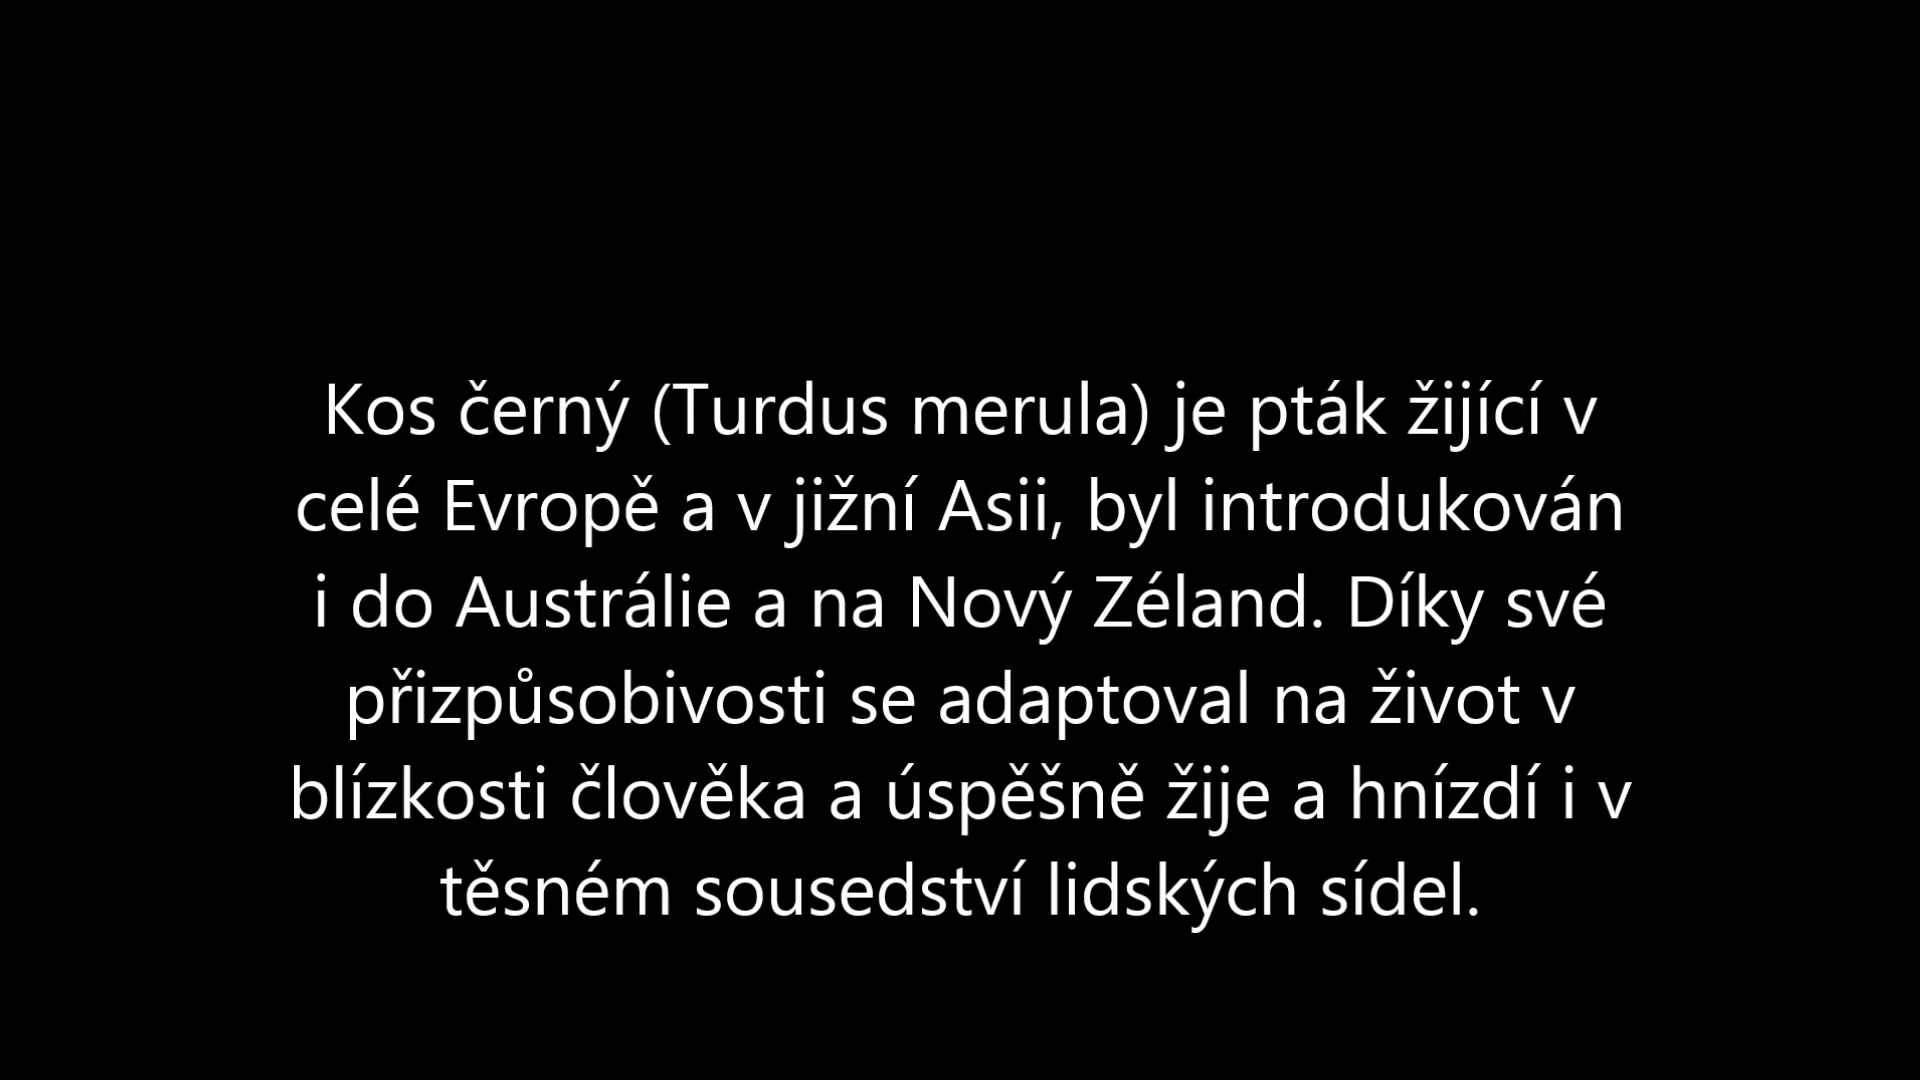 Kos černý (Turdus merula) je pták žijící v
celé Evropě a v jižní Asii, byl introdukován
i do Austrálie a na Nový Zéland. Díky své
přizpůsobivosti se adaptoval na život v
blízkosti člověka a úspěšně žije a hnízdí i v
těsném sousedství lidských sídel.